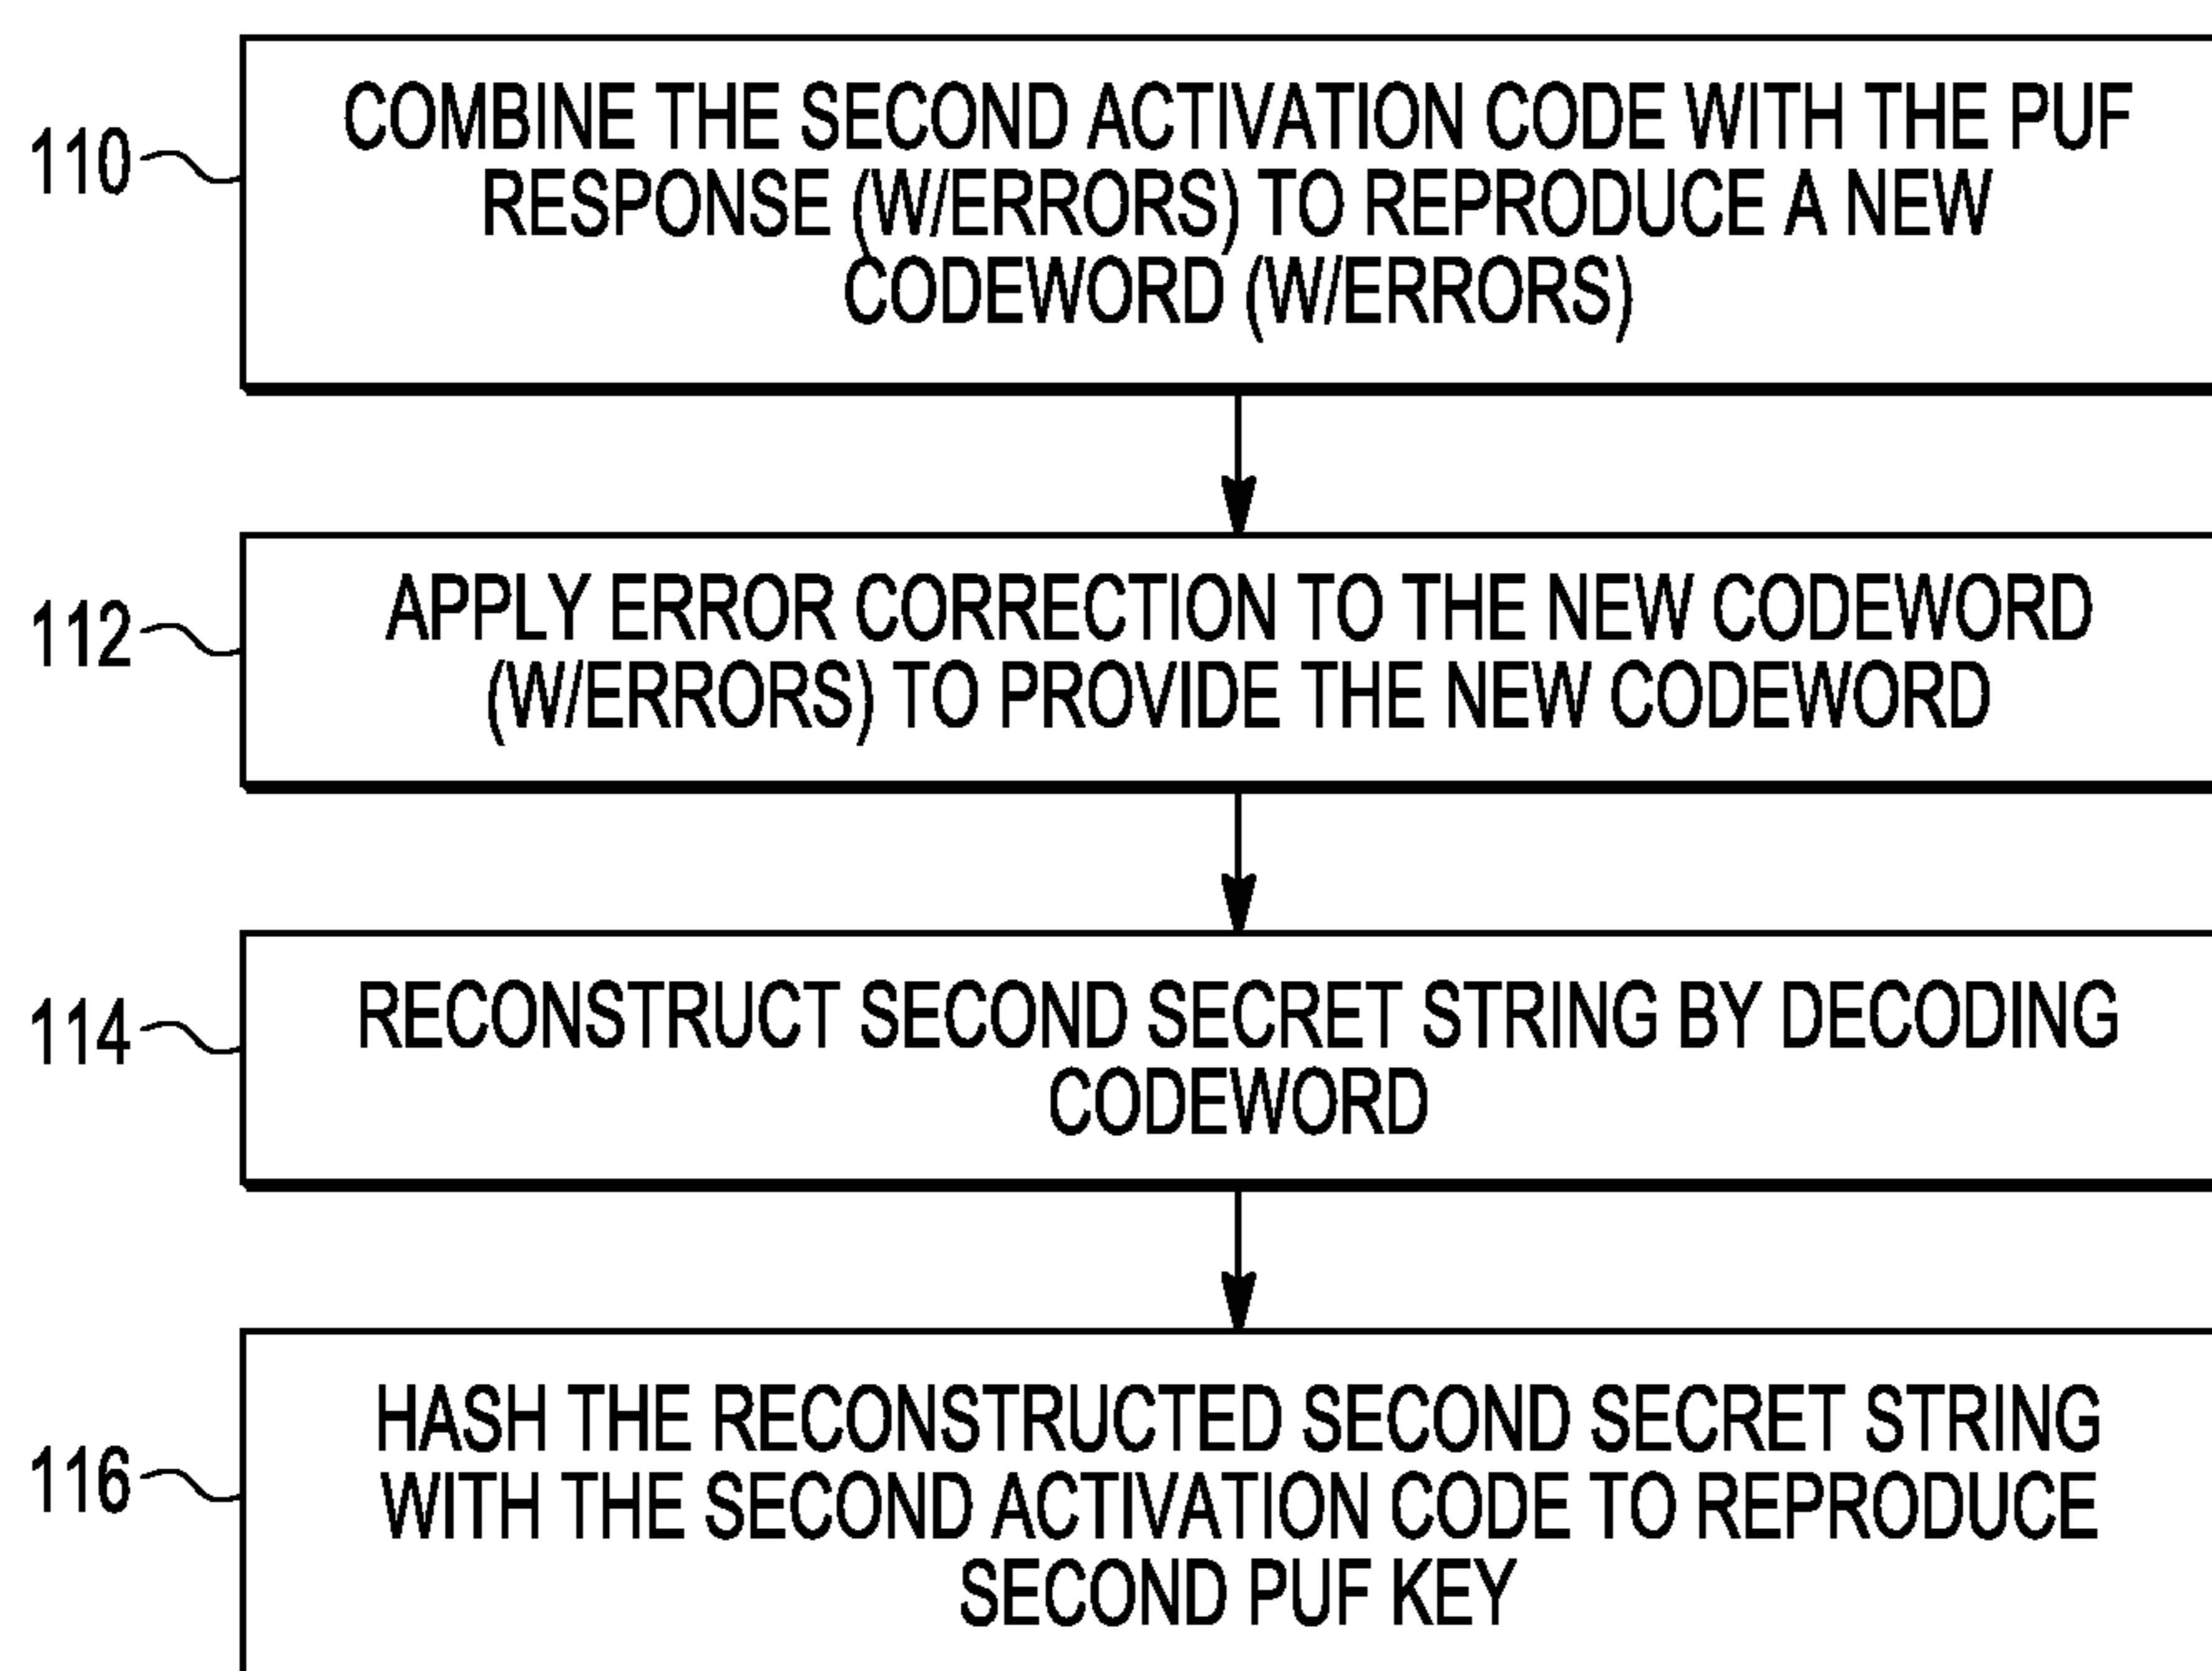 COMBINE THE SECOND ACTIVATION CODE WITH THE PUF
110
RESPONSE (W/ERRORS) TO REPRODUCE A NEW
CODEWORD (W/ERRORS)
APPLY ERROR CORRECTION TO THE NEW CODEWORD
112
(W/ERRORS) TO PROVIDE THE NEW CODEWORD
RECONSTRUCT SECOND SECRET STRING BY DECODING
114
CODEWORD
HASH THE RECONSTRUCTED SECOND SECRET STRING
116
WITH THE SECOND ACTIVATION CODE TO REPRODUCE
SECOND PUF KEY